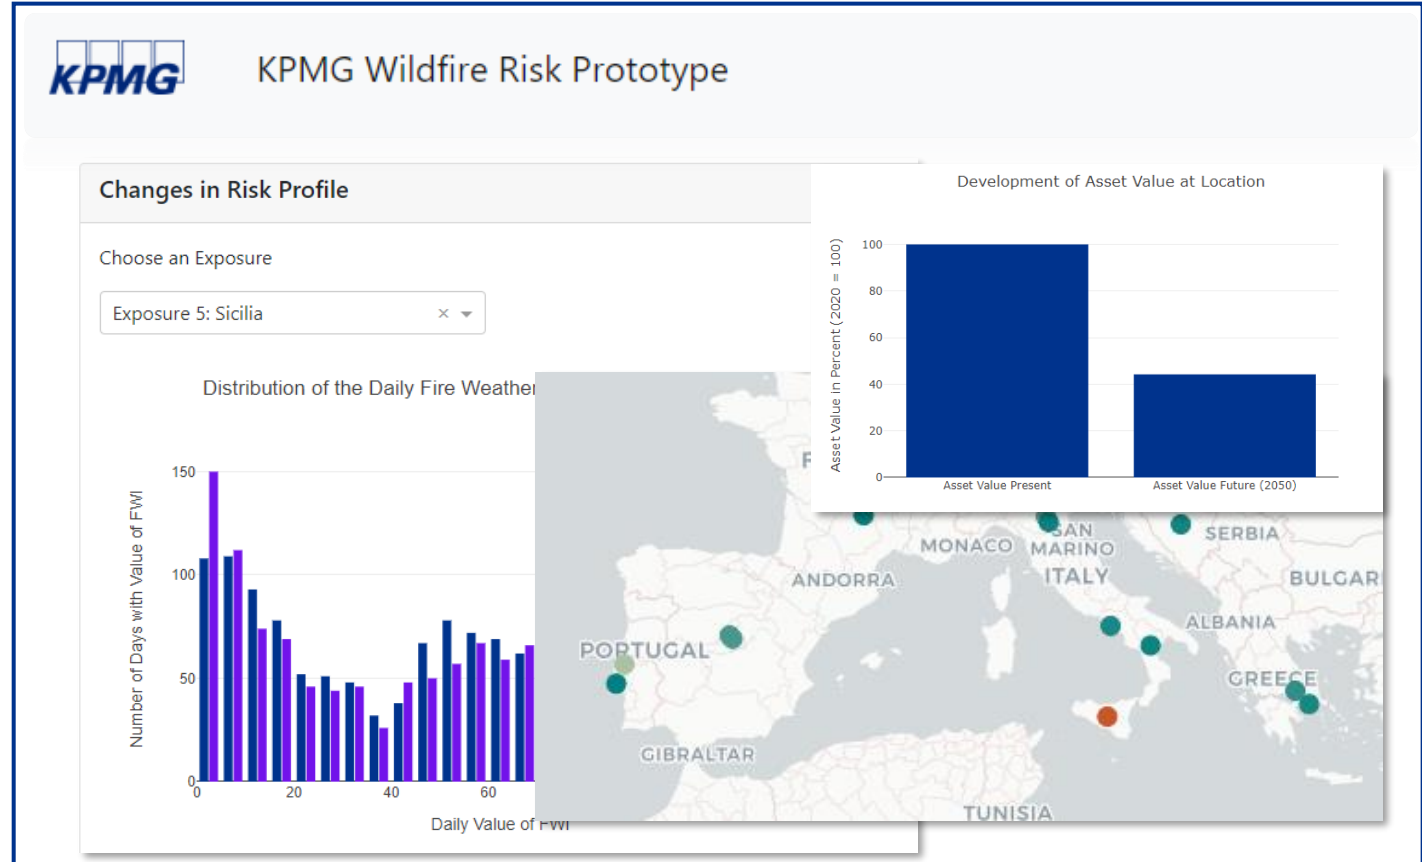 KPMG
KPMG Wildfire Risk Prototype
Changes in Risk Profile
Choose an Exposure
Exposure 5: Sicilia
× 
Distribution of the Daily Fire Weather
Number of Days with Value of FWI
150
100
50
0
0
20
40
60
Daily Value of FWI
Development of Asset Value at Location
Asset Value in Percent (2020 = 100)
100
80
60
40
20
0
Asset Value Present
Asset Value Future (2050)
MONACO
SAN
MARINO
ITALY
SERBIA
BULGAR
ANDORRA
ALBANIA
PORTUGAL
GREECE
GIBRALTAR
TUNISIA